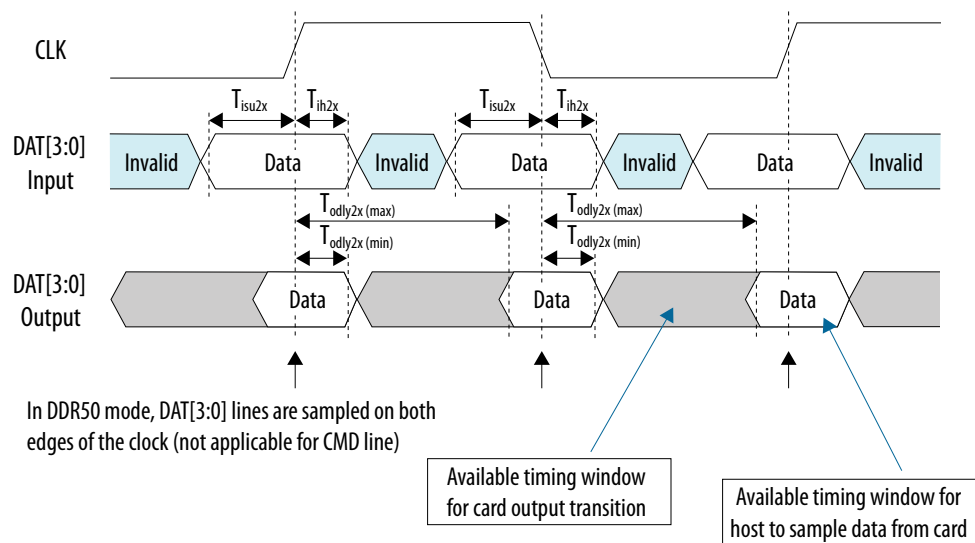 CLK
Tisu2x Tih2x Tisu2x Tih2x
DAT[3:0]
Input
Invalid Data Invalid Data Invalid Data Invalid
Todly2x (max) Todly2x (max)
Todly2x (min) Todly2x (min)
DAT[3:0]
Output
Data Data Data
In DDR50 mode, DAT[3:0] lines are sampled on both
edges of the clock (not applicable for CMD line)
Available timing window
for card output transition
Available timing window for
host to sample data from card